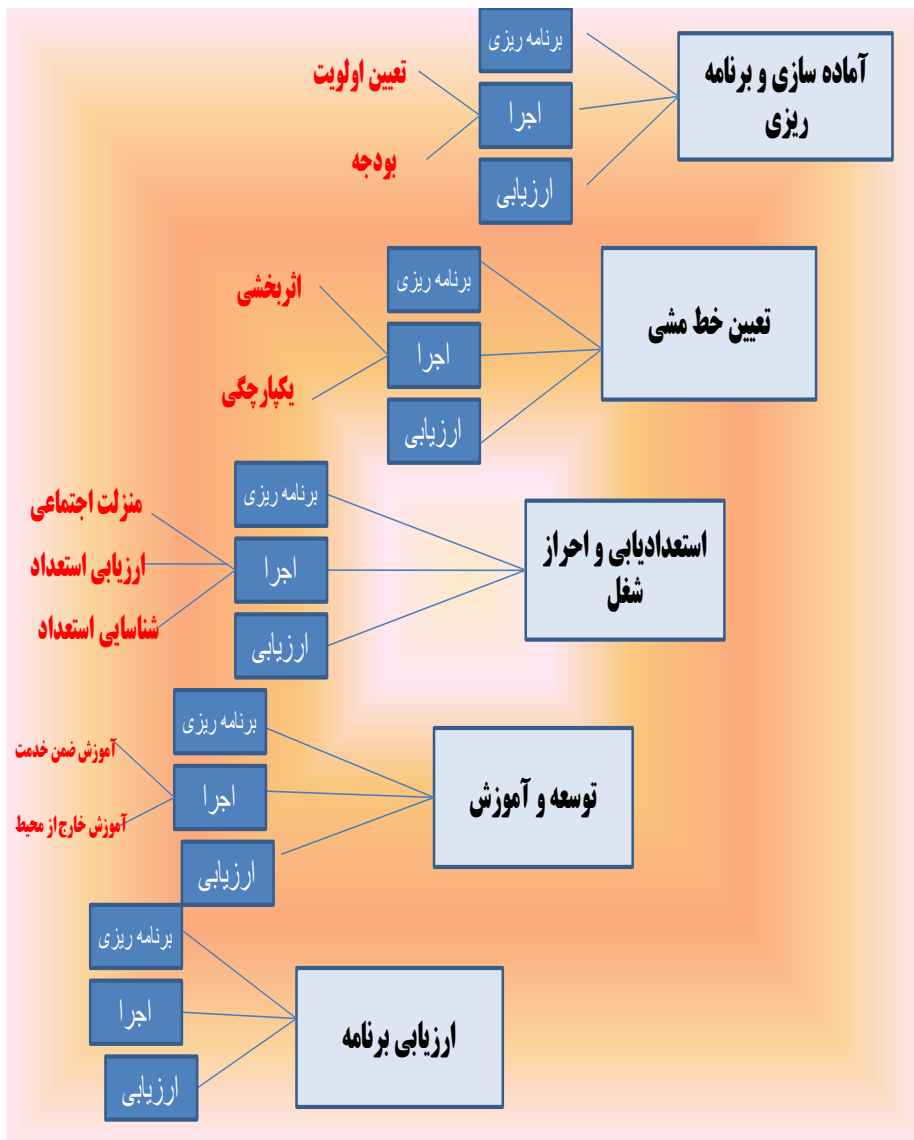 آماده سازی و برنامه
ریزی
برنامه ریزی
اجرا
ارزیابی
تعیین اولویت
بودجه
تعیین خط مشی
برنامه ریزی
اجرا
ارزیابی
اثربخشی
یکپارچگی
استعدادیابی و احراز
شغل
برنامه ریزی
اجرا
ارزیابی
منزلت اجتماعی
ارزیابی استعداد
شناسایی استعداد
توسعه و آموزش
برنامه ریزی
اجرا
ارزیابی
آموزش ضمن خدمت
آموزش خارج از محیط
ارزیابی برنامه
برنامه ریزی
اجرا
ارزیابی